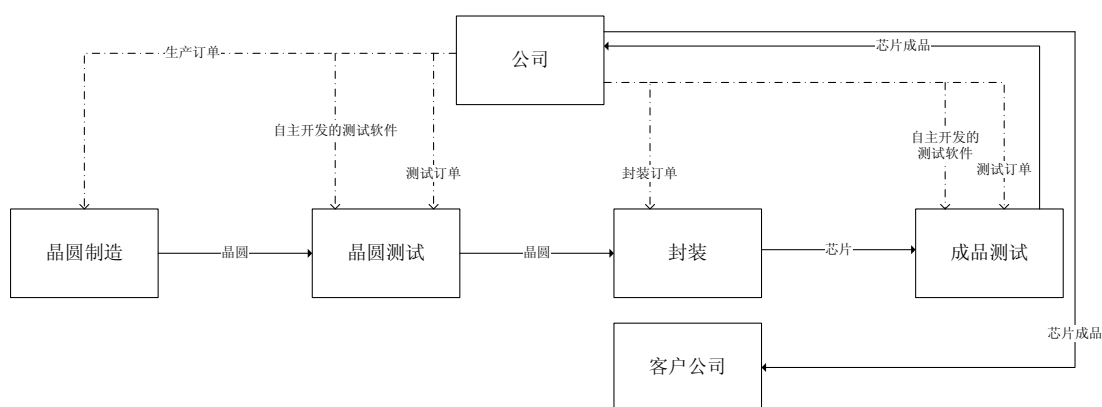 公司
芯片成品
生产订单
自主开发的测试软件
测试订单
封装订单
自主开发的
测试软件
测试订单
晶圆制造
晶圆
晶圆测试
晶圆
封装
芯片
成品测试
芯片成品
客户公司